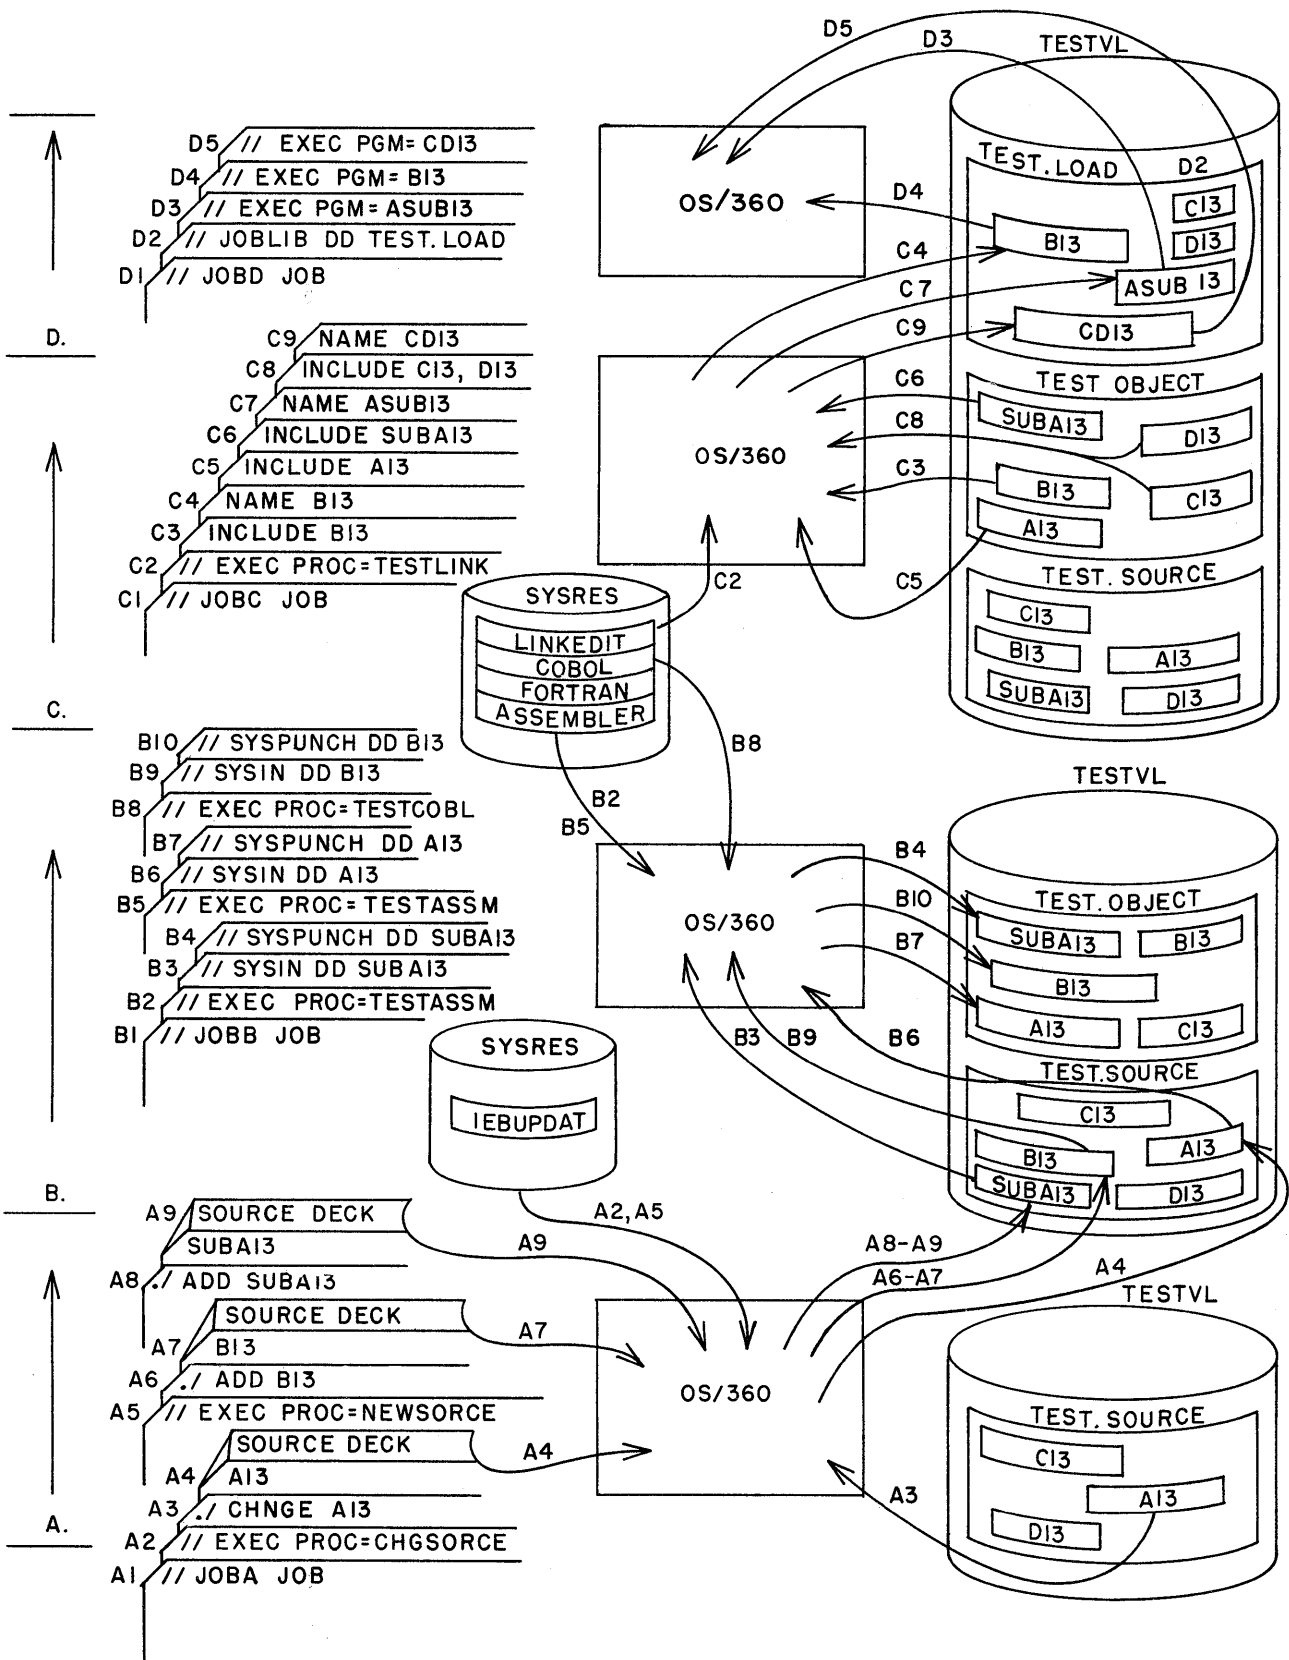 D5 // EXEC PGM=CD13
D4 // EXEC PGM=B13
D3 // EXEC PGM=ASUB13
D2 // JOBLIB DD TEST.LOAD
D1 // JOBD JOB
D.
OS/360
D5
D3
D4
TESTVL
TEST.LOAD
D2
C13
D13
B13
ASUB13
CD13
C4
C7
C9
C9 NAME CD13
C8 INCLUDE C13, D13
C7 NAME ASUB13
C6 INCLUDE SUBA13
C5 INCLUDE A13
C4 NAME B13
C3 INCLUDE B13
C2 // EXEC PROC=TESTLINK
C1 // JOBC JOB
C.
OS/360
C6
C8
C3
C2
C5
TEST OBJECT
SUBA13
D13
B13
C13
A13
TEST.SOURCE
C13
B13
A13
SUBA13
D13
SYSRES
LINKEDIT
COBOL
FORTRAN
ASSEMBLER
B8
B2
B5
B10 // SYSPUNCH DD B13
B9 // SYSIN DD B13
B8 // EXEC PROC=TESTCOBL
B7 // SYSPUNCH DD A13
B6 // SYSIN DD A13
B5 // EXEC PROC=TESTASSM
B4 // SYSPUNCH DD SUBA13
B3 // SYSIN DD SUBA13
B2 // EXEC PROC=TESTASSM
B1 // JOBB JOB
B.
OS/360
B4
B10
B7
B3
B9
B6
TESTVL
TEST.OBJECT
SUBA13
B13
B13
A13
C13
TEST.SOURCE
C13
A13
B13
SUBA13
D13
SYSRES
IEBUPDAT
A2,A5
A9
A7
A4
A8-A9
A6-A7
A4
A9 SOURCE DECK
SUBA13
A8 ./ ADD SUBA13
SOURCE DECK
A7 B13
A6 ./ ADD B13
A5 // EXEC PROC=NEWSORCE
SOURCE DECK
A4 A13
A3 ./ CHNGE A13
A2 // EXEC PROC=CHGSORCE
A1 // JOBA JOB
A.
OS/360
A3
TESTVL
TEST.SOURCE
C13
A13
D13